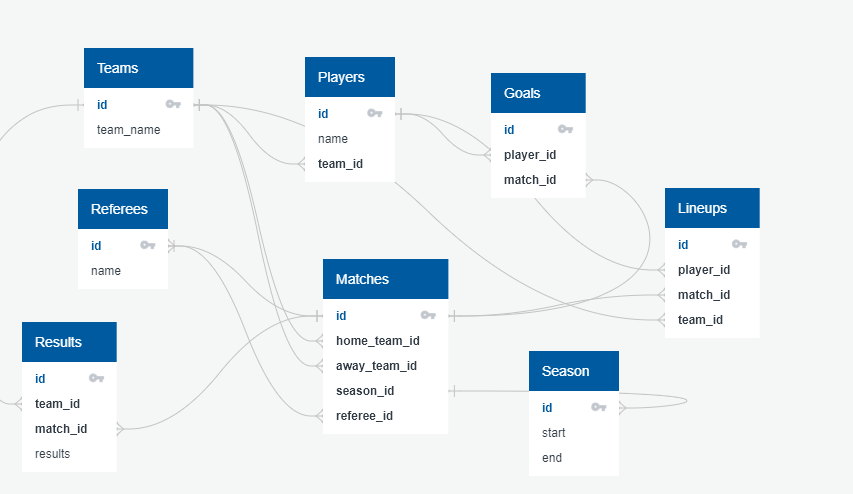 Teams
id
team_name
Players
id
name
team_id
Goals
id
player_id
match_id
Referees
id
name
Lineups
id
player_id
match_id
team_id
Matches
id
home_team_id
away_team_id
season_id
referee_id
Results
id
team_id
match_id
results
Season
id
start
end